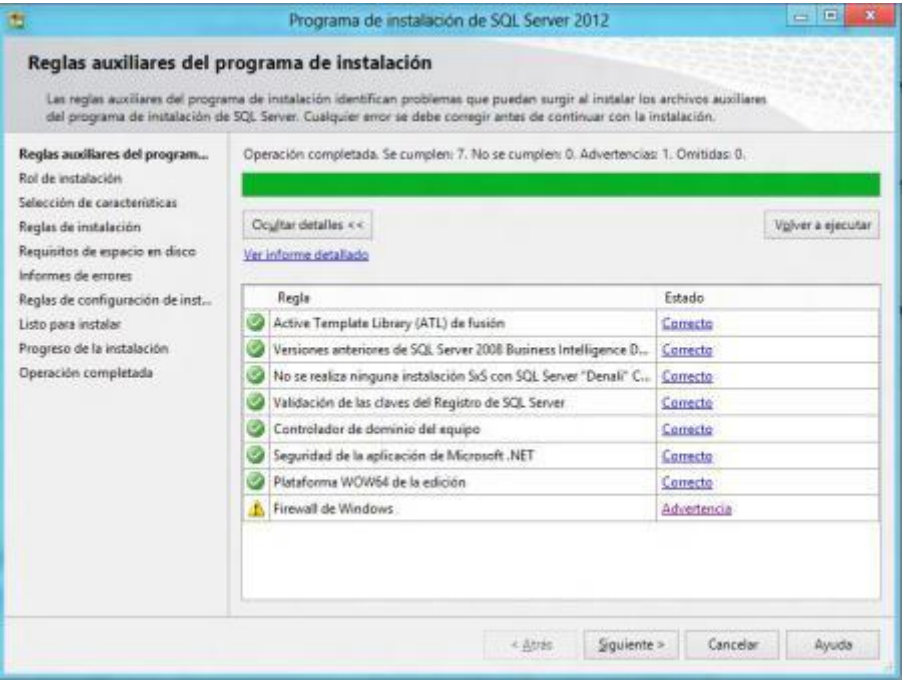 Programa de instalación de SQL Server 2012
Reglas auxiliares del programa de instalación
Las reglas auxiliares del programa de instalación identifican problemas que puedan surgir al instalar los archivos auxiliares
del programa de instalación de SQL Server. Cualquier error se debe corregir antes de continuar con la instalación.
Reglas auxiliares del program...
Rol de instalación
Selección de características
Reglas de instalación
Requisitos de espacio en disco
Informes de errores
Reglas de configuración de inst...
Listo para instalar
Progreso de la instalación
Operación completada
Operación completada. Se cumplen: 7. No se cumplen: 0. Advertencias: 1. Omitidas: 0.
Ocultar detalles <<
Volver a ejecutar
Ver informe detallado
Regla Estado
Active Template Library (ATL) de fusión Correcto
Versiones anteriores de SQL Server 2008 Business Intelligence D... Correcto
No se realiza ninguna instalación SxS con SQL Server "Denali" C... Correcto
Validación de las claves del Registro de SQL Server Correcto
Controlador de dominio del equipo Correcto
Seguridad de la aplicación de Microsoft .NET Correcto
Plataforma WOW64 de la edición Correcto
Firewall de Windows Advertencia
< Atrás
Siguiente >
Cancelar
Ayuda